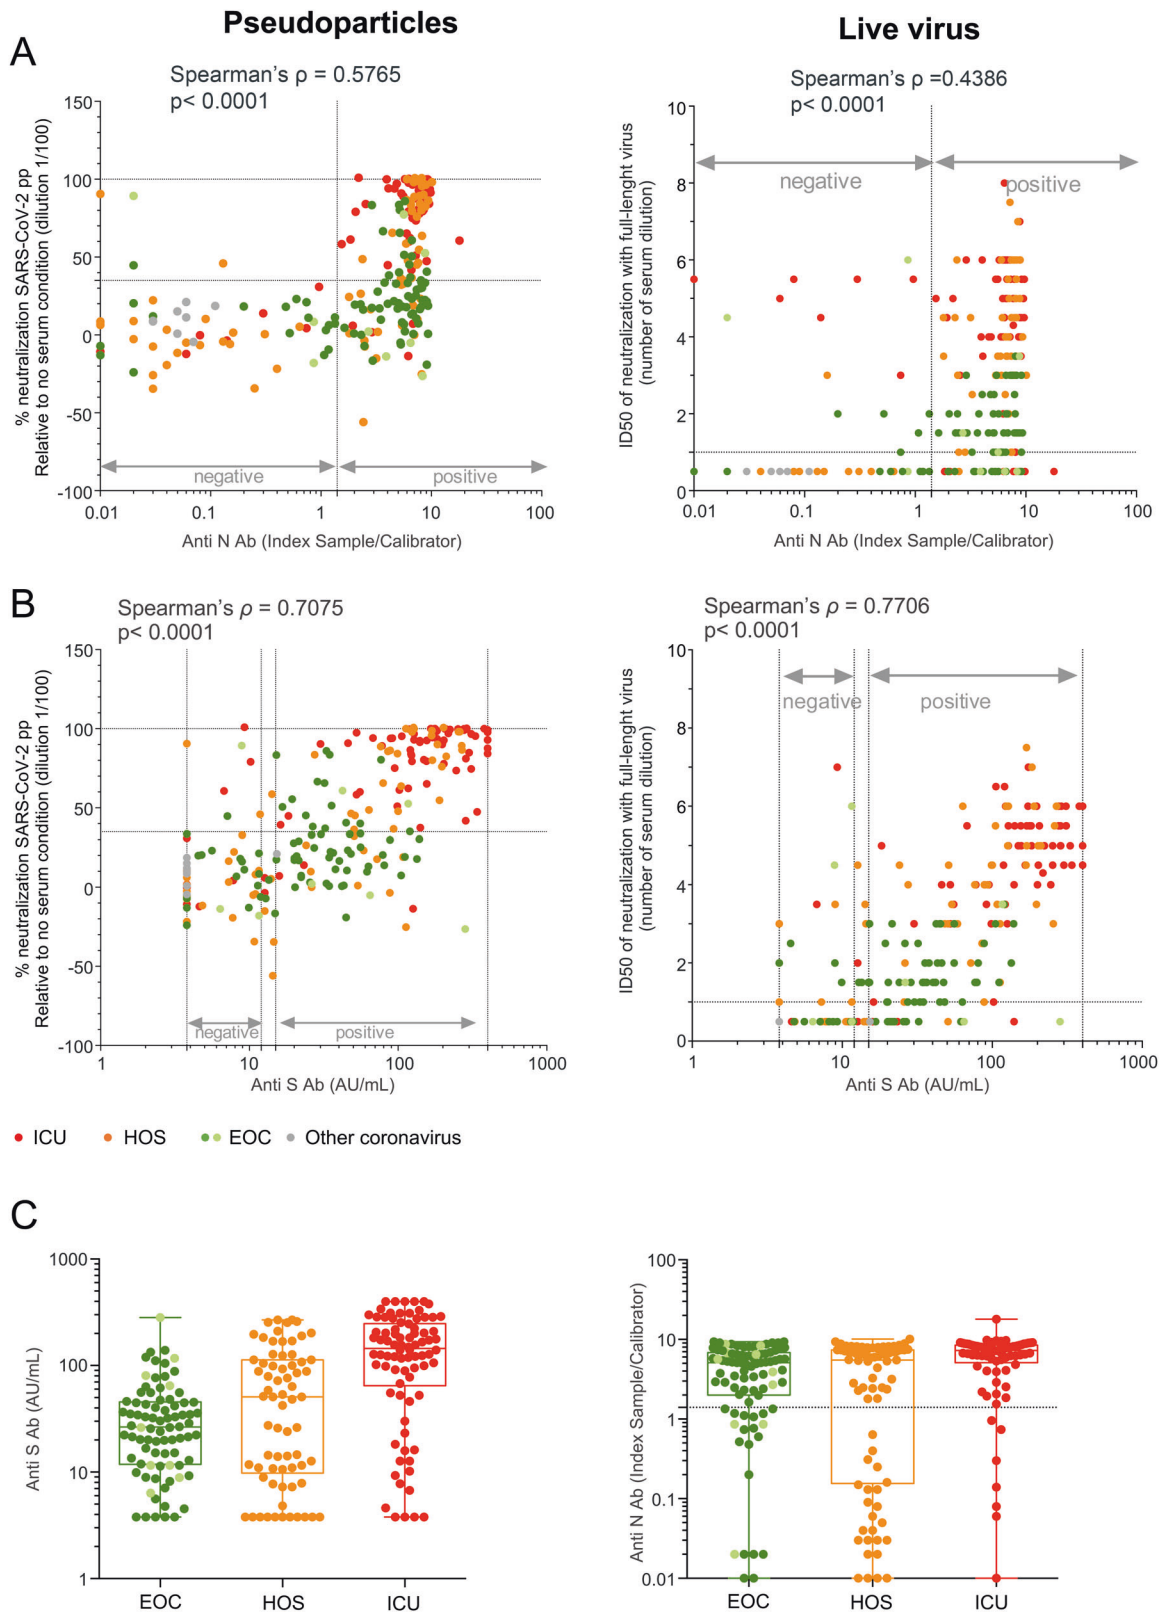 Pseudoparticles
Live virus
A
Spearman's ρ = 0.5765
p< 0.0001
% neutralization SARS-CoV-2 pp
Relative to no serum condition (dilution 1/100)
150
100
50
0
-50
-100
negative
positive
0.01
0.1
1
10
100
Anti N Ab (Index Sample/Calibrator)
Spearman's ρ =0.4386
p< 0.0001
ID50 of neutralization with full-lenght virus
(number of serum dilution)
10
8
6
4
2
0
negative
positive
0.01
0.1
1
10
100
Anti N Ab (Index Sample/Calibrator)
B
Spearman's ρ = 0.7075
p< 0.0001
% neutralization SARS-CoV-2 pp
Relative to no serum condition (dilution 1/100)
150
100
50
0
-50
-100
negative
positive
1
10
100
1000
Anti S Ab (AU/mL)
Spearman's ρ = 0.7706
p< 0.0001
ID50 of neutralization with full-lenght virus
(number of serum dilution)
10
8
6
4
2
0
negative
positive
1
10
100
1000
Anti S Ab (AU/mL)
ICU
HOS
EOC
Other coronavirus
C
Anti S Ab (AU/mL)
1000
100
10
1
EOC
HOS
ICU
Anti N Ab (Index Sample/Calibrator)
100
10
1
0.1
0.01
EOC
HOS
ICU